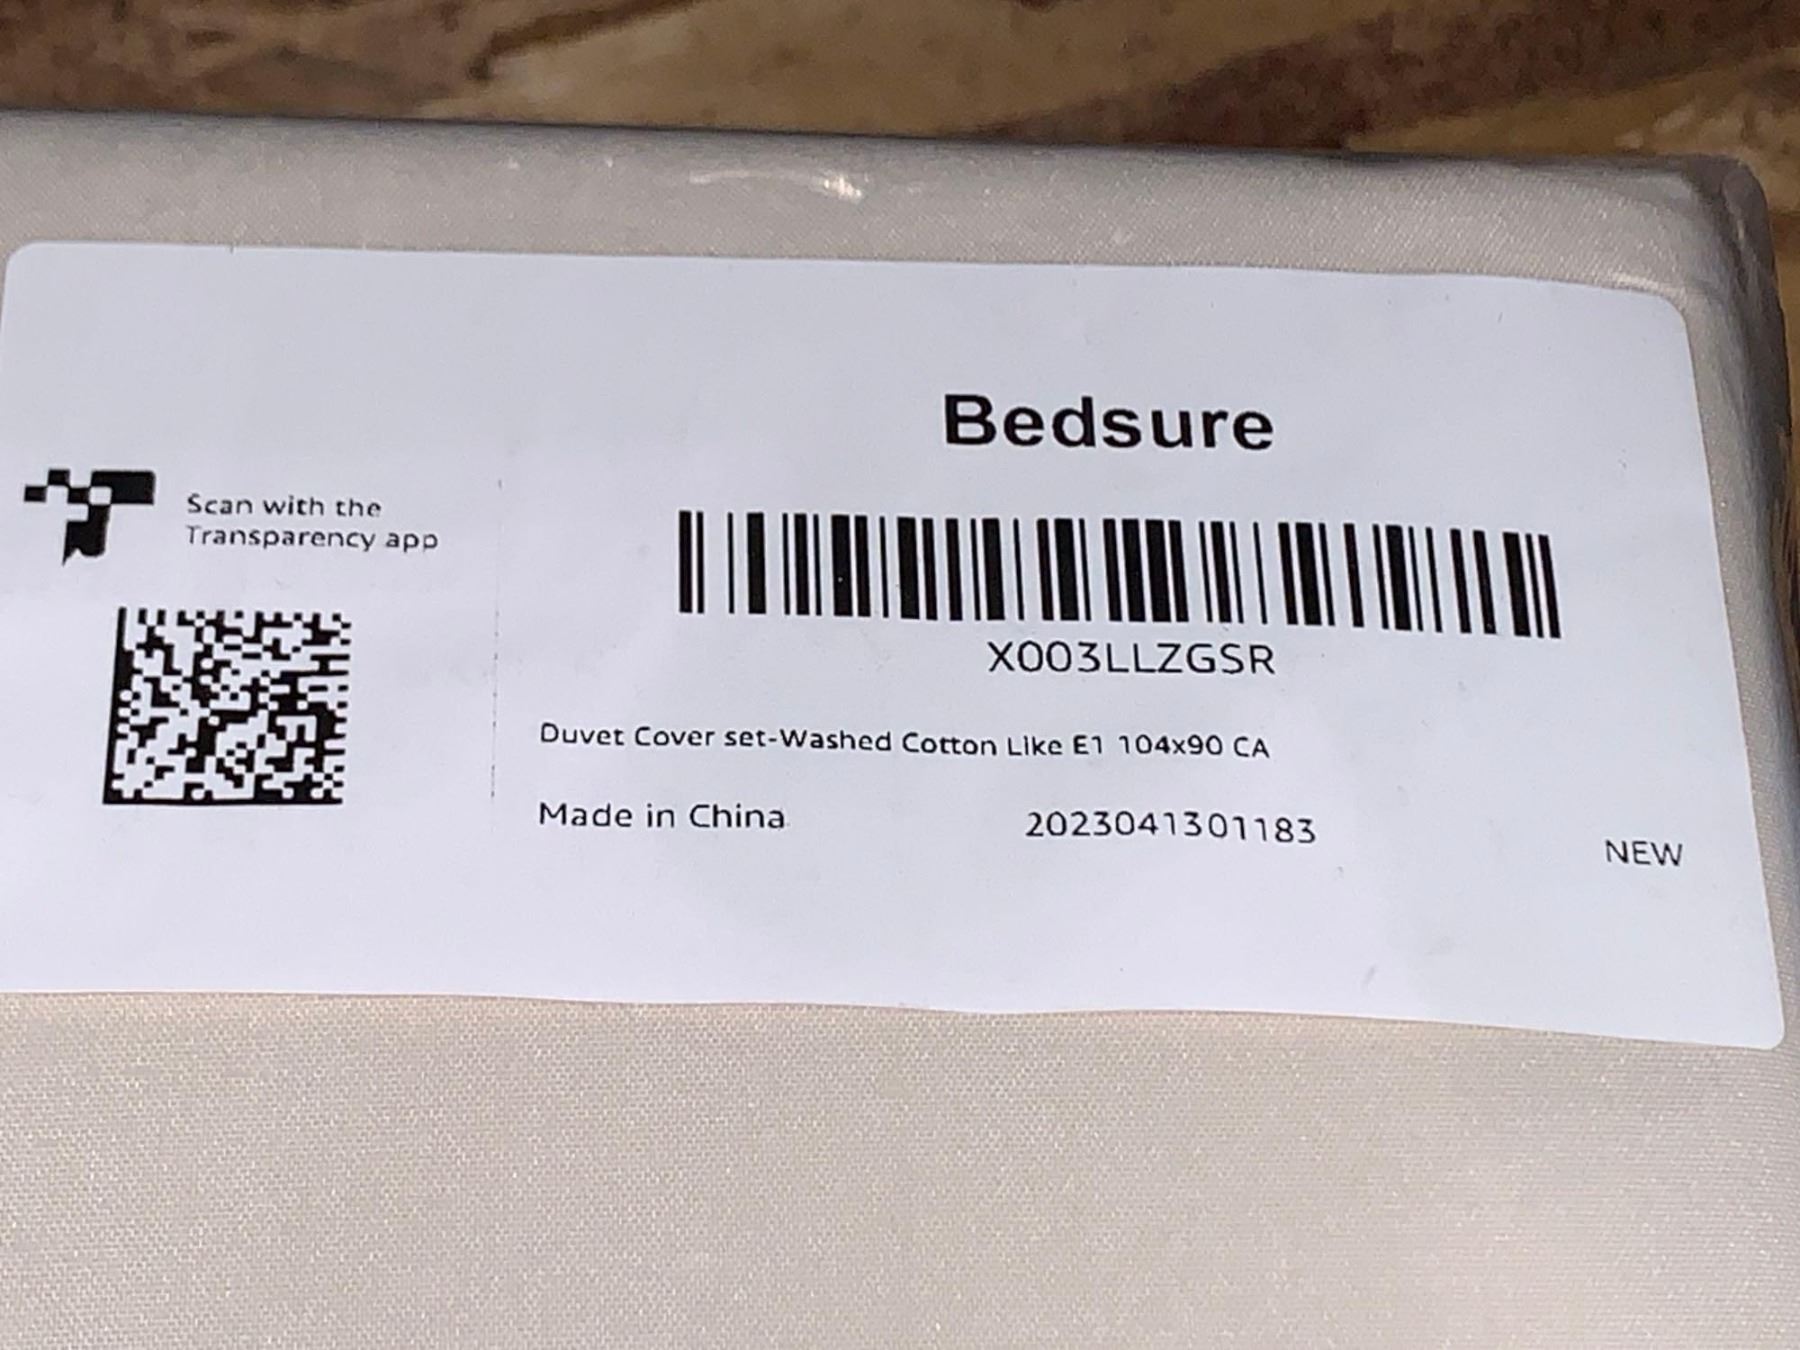 Bedsure
Scan with the
Transparency app
X003LLZGSR
Duvet Cover set-Washed Cotton Like E1 104x90 CA
Made in China
2023041301183
NEW